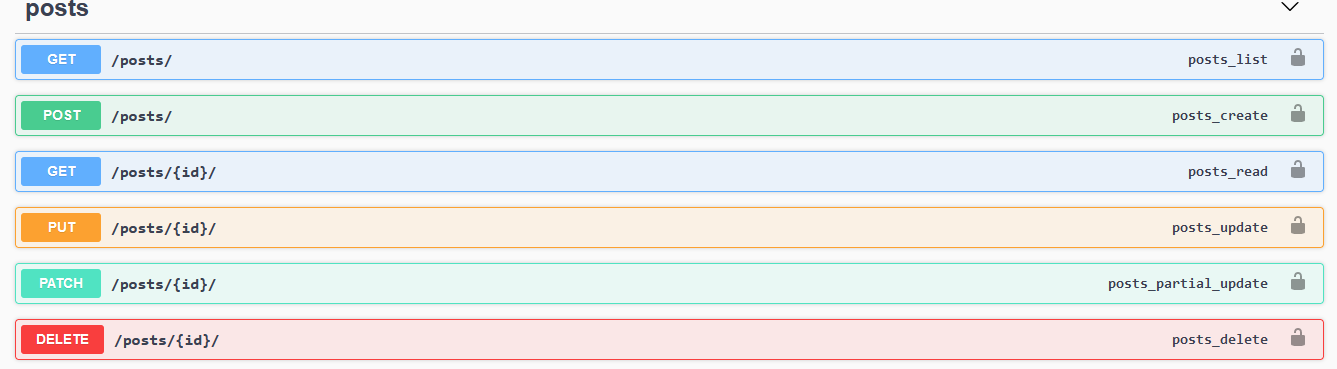 posts
GET /posts/ posts_list
POST /posts/ posts_create
GET /posts/{id}/ posts_read
PUT /posts/{id}/ posts_update
PATCH /posts/{id}/ posts_partial_update
DELETE /posts/{id}/ posts_delete